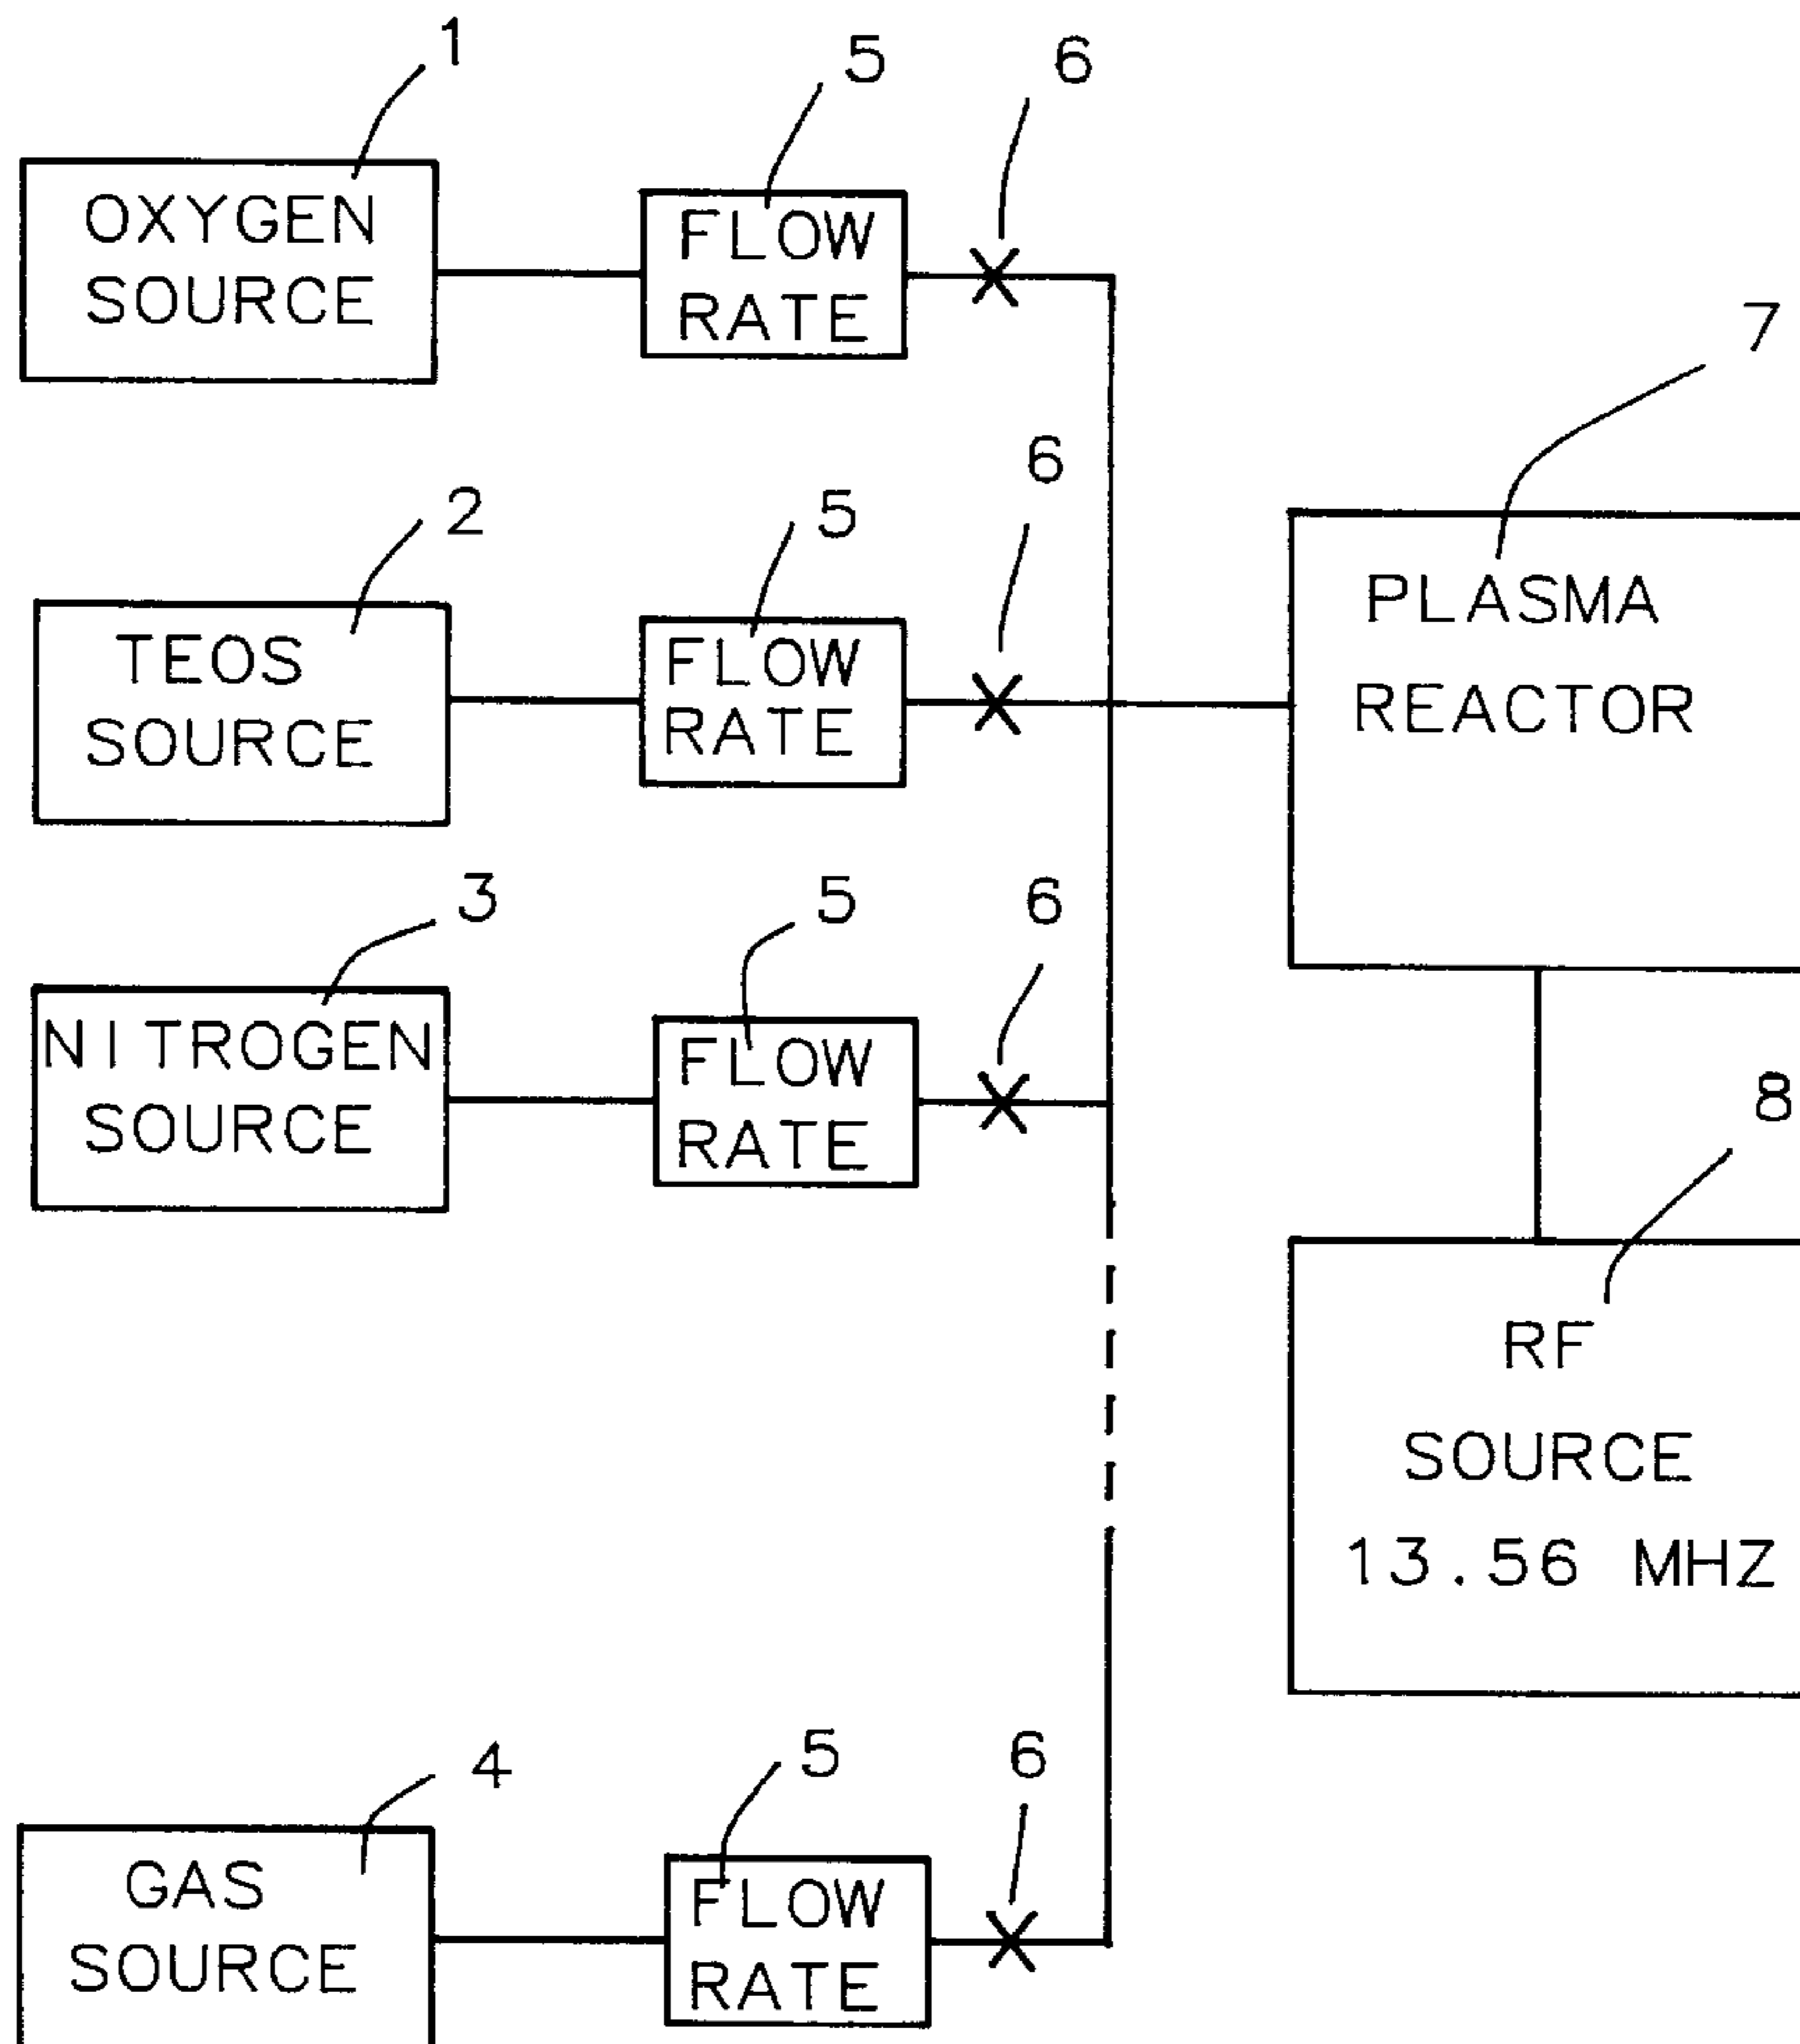 1
5
6
OXYGEN
SOURCE
FLOW
RATE
7
2
5
6
TEOS
SOURCE
FLOW
RATE
PLASMA
REACTOR
3
5
6
NITROGEN
SOURCE
FLOW
RATE
8
RF
SOURCE
13.56 MHZ
4
5
6
GAS
SOURCE
FLOW
RATE